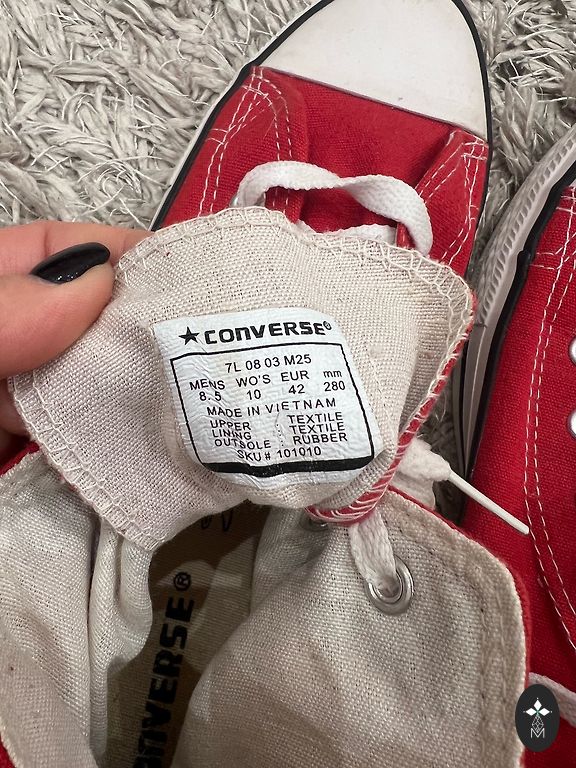 ★CONVERSE®
7L 08 03 M25
MENS WO'S EUR mm
8.5 10 42 280
MADE IN VIETNAM
UPPER : TEXTILE
LINING : TEXTILE
OUTSOLE : RUBBER
SKU # 101010
CONVERSE®
M